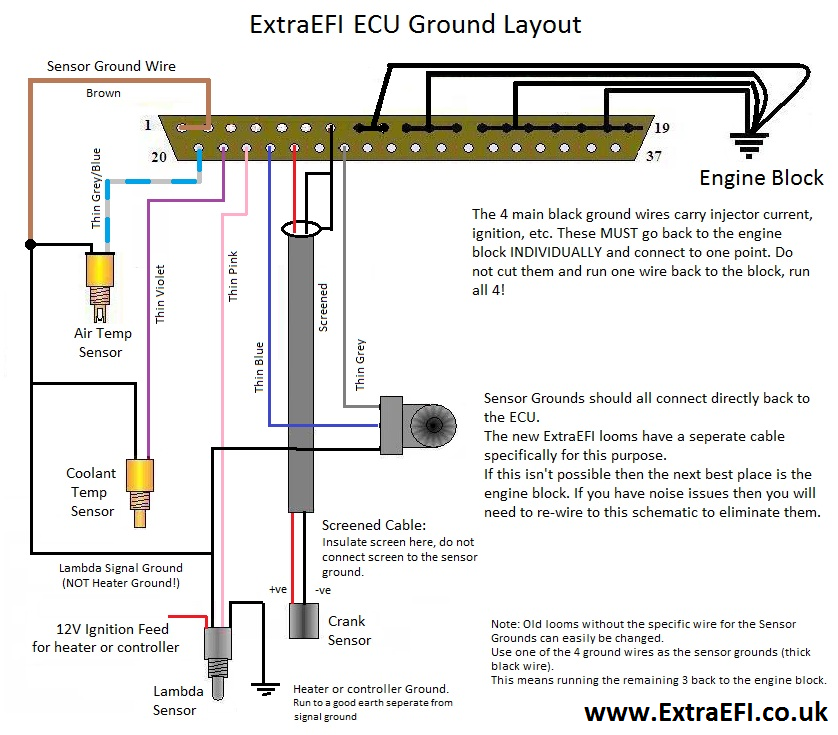 ExtraEFI ECU Ground Layout
Sensor Ground Wire
Brown
1
19
20
37
Engine Block
Thin Grey/Blue
Thin Violet
Thin Pink
Thin Blue
Screened
Thin Grey
The 4 main black ground wires carry injector current,
ignition, etc. These MUST go back to the engine
block INDIVIDUALLY and connect to one point. Do
not cut them and run one wire back to the block, run
all 4!
Air Temp
Sensor
Sensor Grounds should all connect directly back to
the ECU.
The new ExtraEFI looms have a seperate cable
specifically for this purpose.
If this isn't possible then the next best place is the
engine block. If you have noise issues then you will
need to re-wire to this schematic to eliminate them.
Coolant
Temp
Sensor
Screened Cable:
Insulate screen here, do not
connect screen to the sensor
ground.
Lambda Signal Ground
(NOT Heater Ground!)
+ve
-ve
Crank
Sensor
12V Ignition Feed
for heater or controller
Lambda
Sensor
Heater or controller Ground.
Run to a good earth seperate from
signal ground
Note: Old looms without the specific wire for the Sensor
Grounds can easily be changed.
Use one of the 4 ground wires as the sensor grounds (thick
black wire).
This means running the remaining 3 back to the engine block.
www.ExtraEFI.co.uk